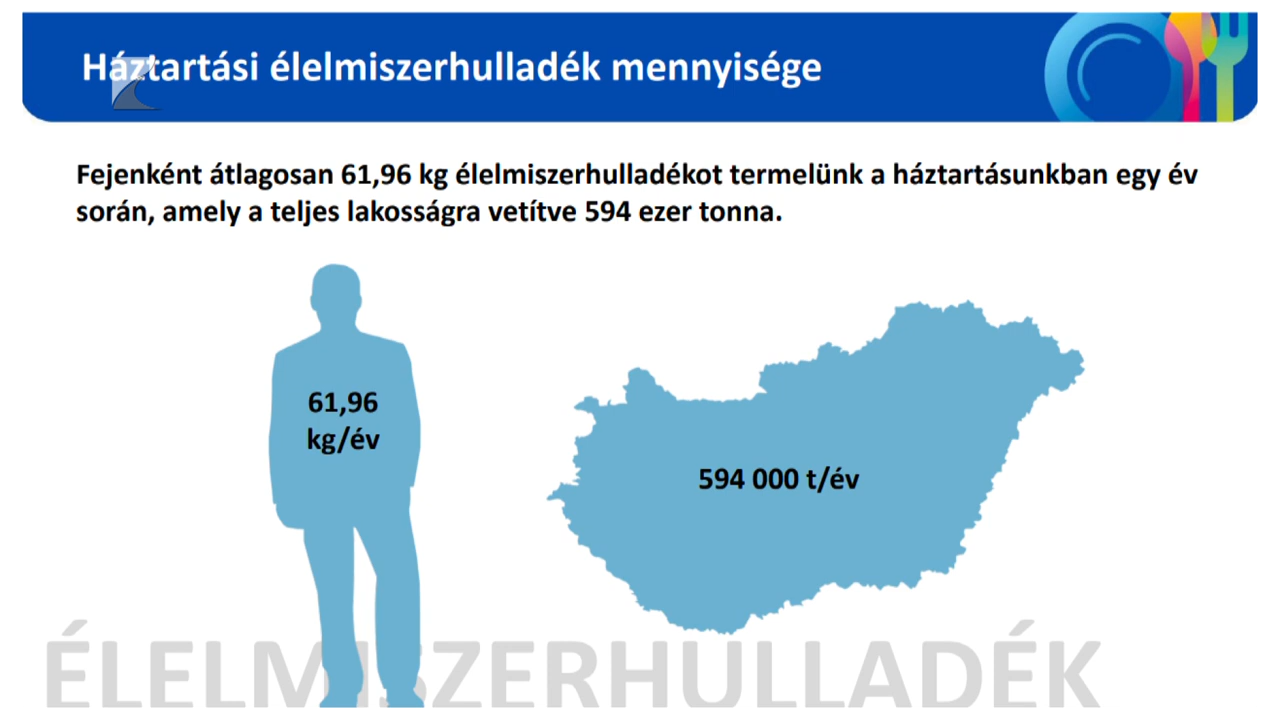 Háztartási élelmiszerhulladék mennyisége
Fejenként átlagosan 61,96 kg élelmiszerhulladékot termelünk a háztartásunkban egy év
során, amely a teljes lakosságra vetítve 594 ezer tonna.
61,96
kg/év
594 000 t/év
ÉLELMISZERHULLADÉK